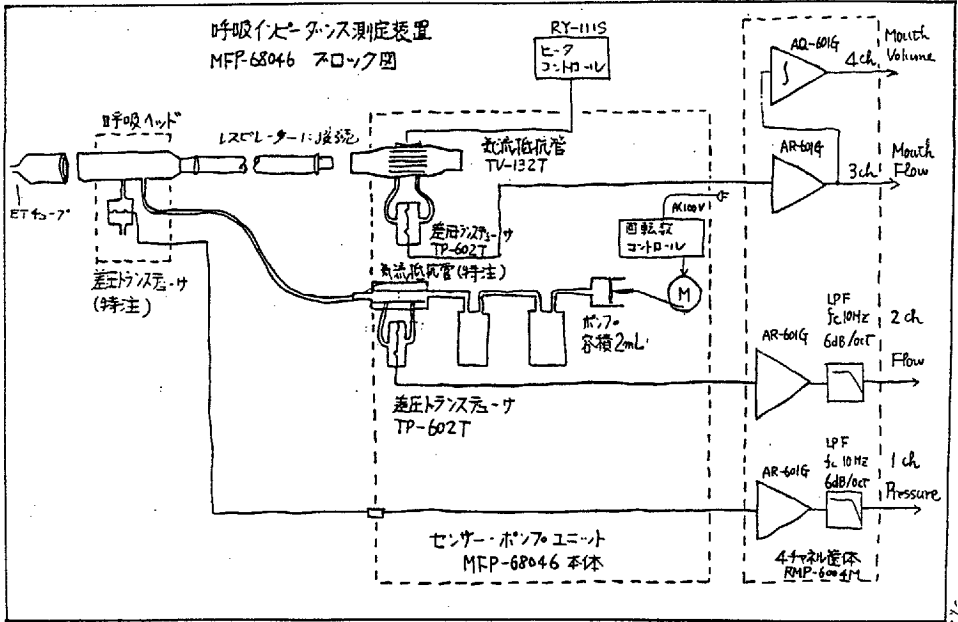 呼吸インピーダンス測定装置
MFP-68046 ブロック図
RY-111S
ヒータ
コントロール
AQ-601G
∫
4ch
Mouth
Volume
呼吸ヘッド
レスピレーターに接続
気流抵抗管
TV-132T
AR-601G
3ch
Mouth
Flow
ETチューブ
差圧トランスデューサ
TP-602T
AC100V
回転数
コントロール
M
差圧トランスデューサ
(特注)
気流抵抗管(特注)
ポンプ
容積2mL
AR-601G
LPF
fc 10Hz
6dB/oct
2ch
Flow
差圧トランスデューサ
TP-602T
AR-601G
LPF
fc 10Hz
6dB/oct
1ch
Pressure
センサー・ポンプユニット
MFP-68046 本体
4チャネル筐体
RMP-6004M